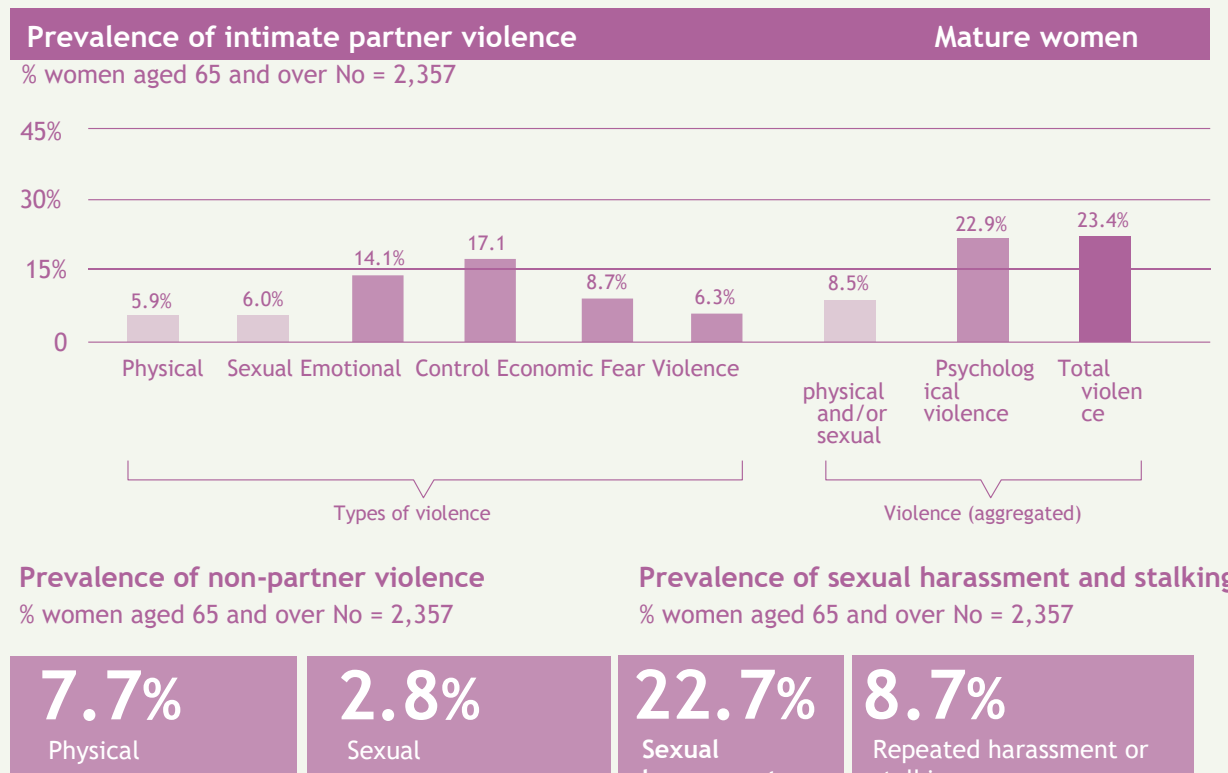 Prevalence of intimate partner violence Mature women
% women aged 65 and over No = 2,357
45%
30%
15%
0
5.9% 6.0% 14.1% 17.1 8.7% 6.3% 8.5% 22.9% 23.4%
Physical Sexual Emotional Control Economic Fear Violence
physical
and/or
sexual
Psycholog
ical
violence
Total
violen
ce
Types of violence
Violence (aggregated)
Prevalence of non-partner violence
% women aged 65 and over No = 2,357
7.7%
Physical
2.8%
Sexual
Prevalence of sexual harassment and stalking
% women aged 65 and over No = 2,357
22.7%
Sexual
8.7%
Repeated harassment or